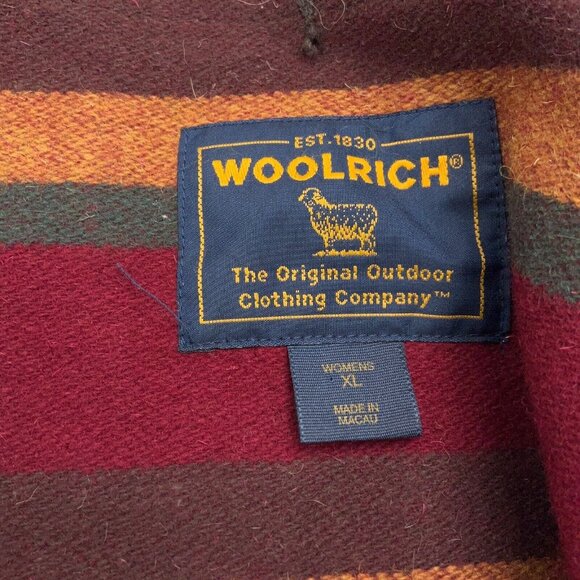 EST. 1830
WOOLRICH®
The Original Outdoor
Clothing Company™
WOMENS
XL
MADE IN
MACAU